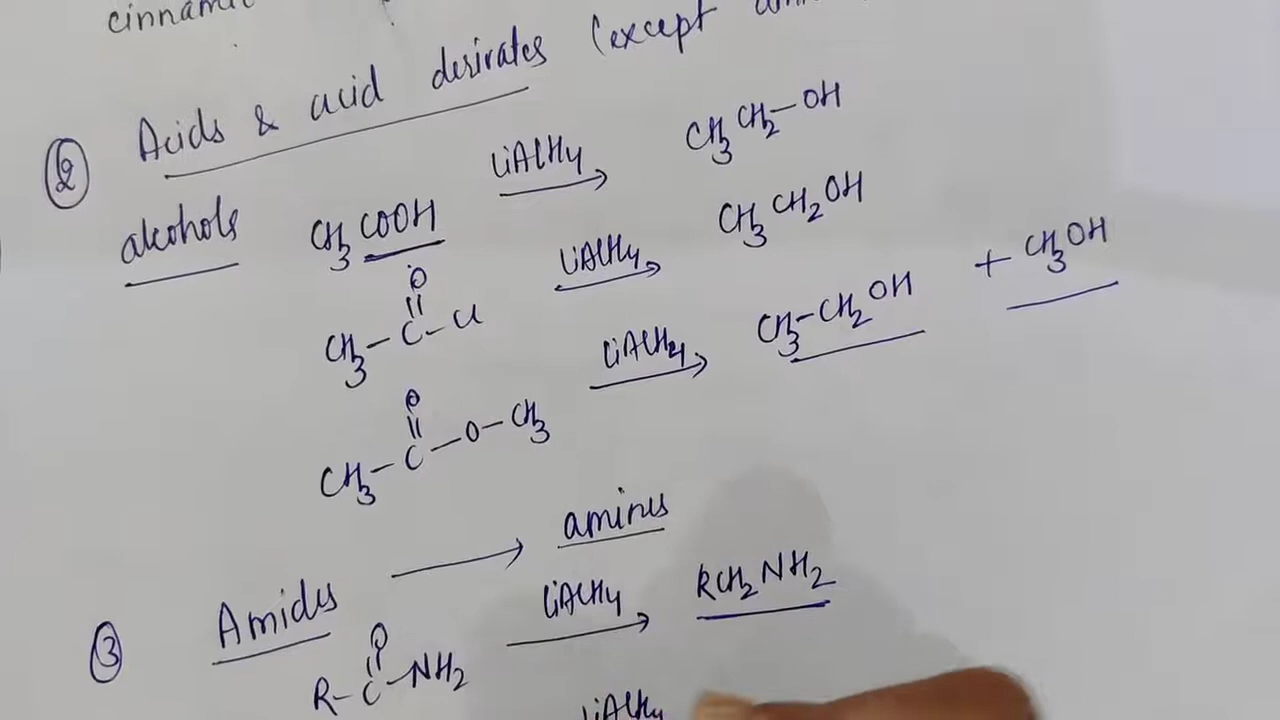 cinnami
② Acids & acid derivates (except
alcohols CH3COOH LiAlH4 → CH3CH2-OH
CH3-C(=O)-Cl LiAlH4 → CH3CH2OH
CH3-C(=O)-O-CH3 LiAlH4 → CH3-CH2OH + CH3OH
③ Amides → amines
R-C(=O)-NH2 LiAlH4 → RCH2NH2
LiAlH4